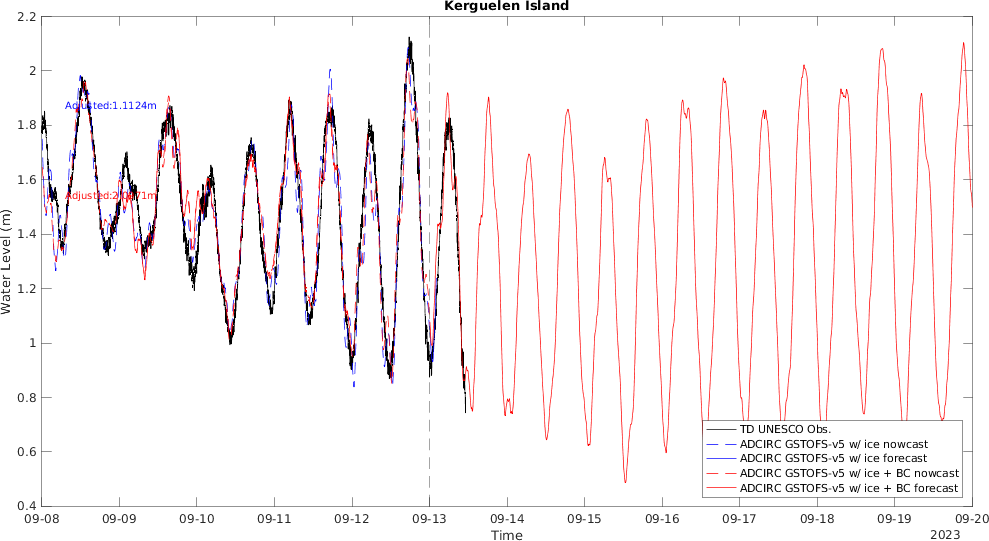 Kerguelen Island
2.2
2
1.8
1.6
1.4
1.2
1
0.8
0.6
0.4
Water Level (m)
Adjusted:1.1124m
TD UNESCO Obs.
ADCIRC GSTOFS-v5 w/ ice nowcast
ADCIRC GSTOFS-v5 w/ ice forecast
ADCIRC GSTOFS-v5 w/ ice + BC nowcast
ADCIRC GSTOFS-v5 w/ ice + BC forecast
09-08 09-09 09-10 09-11 09-12 09-13 09-14 09-15 09-16 09-17 09-18 09-19 09-20
Time
2023